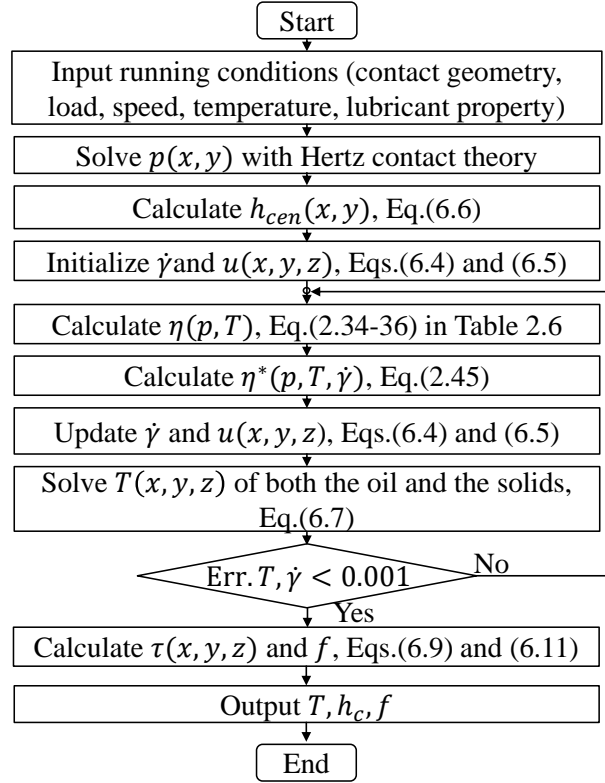 Start
Input running conditions (contact geometry,
load, speed, temperature, lubricant property)
Solve 𝑝(𝑥, 𝑦) with Hertz contact theory
Calculate ℎ𝑐𝑒𝑛(𝑥, 𝑦), Eq.(6.6)
Initialize γ̇ and 𝑢(𝑥, 𝑦, 𝑧), Eqs.(6.4) and (6.5)
Calculate 𝜂(𝑝, 𝑇), Eq.(2.34-36) in Table 2.6
Calculate 𝜂*(𝑝, 𝑇, γ̇), Eq.(2.45)
Update γ̇ and 𝑢(𝑥, 𝑦, 𝑧), Eqs.(6.4) and (6.5)
Solve 𝑇(𝑥, 𝑦, 𝑧) of both the oil and the solids,
Eq.(6.7)
Err. 𝑇, γ̇ < 0.001
No
Yes
Calculate 𝜏(𝑥, 𝑦, 𝑧) and 𝑓, Eqs.(6.9) and (6.11)
Output 𝑇, ℎ𝑐, 𝑓
End